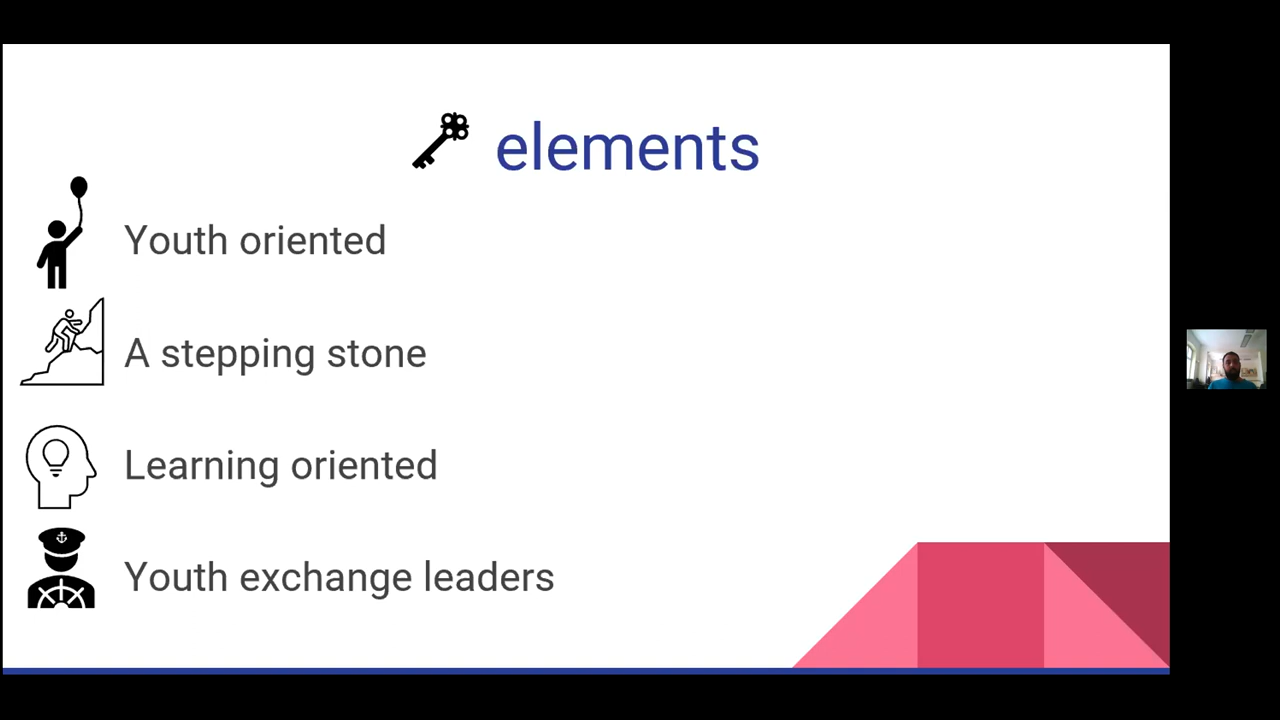 elements
Youth oriented
A stepping stone
Learning oriented
Youth exchange leaders